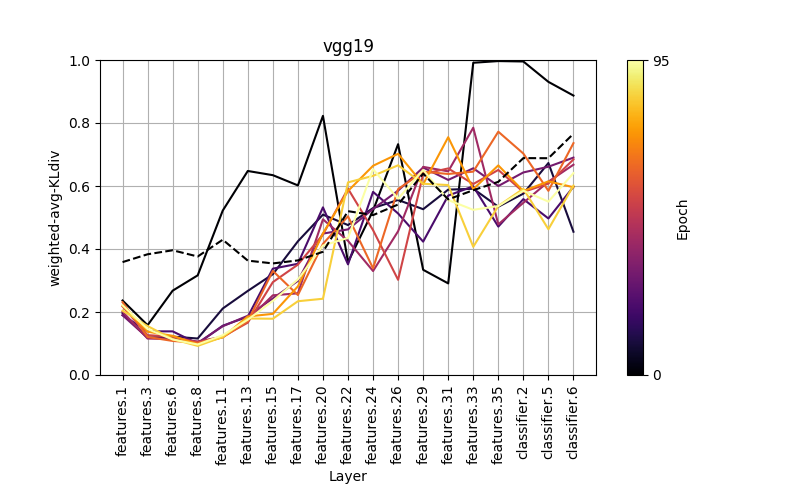 vgg19
weighted-avg-KLdiv
1.0
0.8
0.6
0.4
0.2
0.0
features.1
features.3
features.6
features.8
features.11
features.13
features.15
features.17
features.20
features.22
features.24
features.26
features.29
features.31
features.33
features.35
classifier.2
classifier.5
classifier.6
Layer
95
0
Epoch